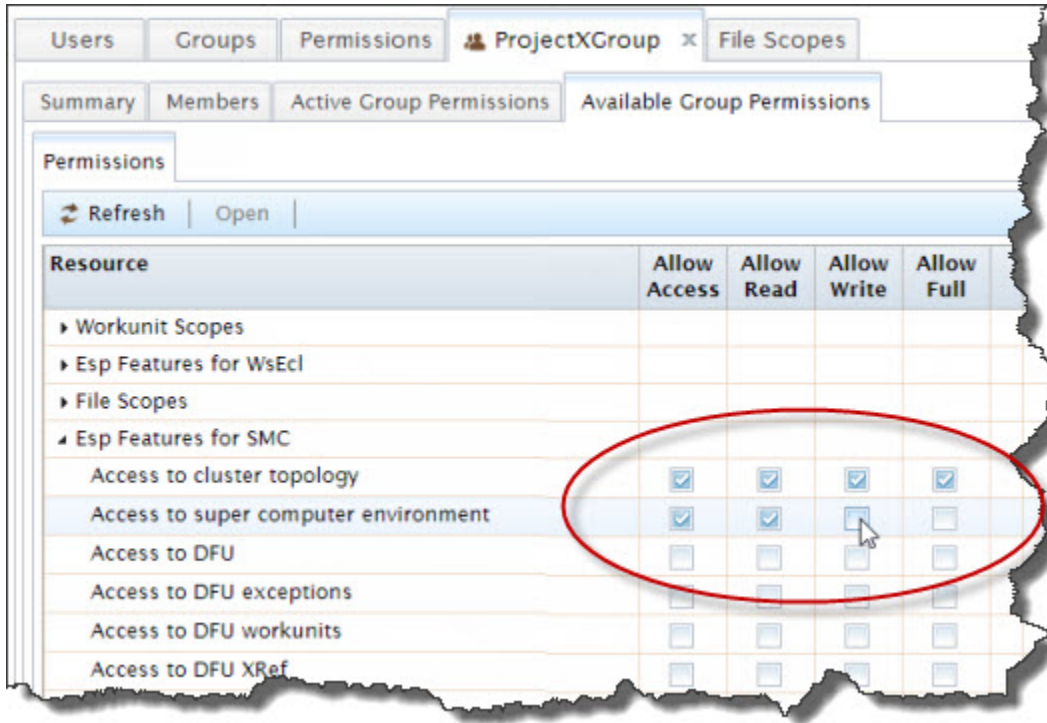 Users Groups Permissions ProjectXGroup x File Scopes
Summary Members Active Group Permissions Available Group Permissions
Permissions
Refresh Open
Resource Allow Access Allow Read Allow Write Allow Full
Workunit Scopes
Esp Features for WsEcl
File Scopes
Esp Features for SMC
Access to cluster topology
Access to super computer environment
Access to DFU
Access to DFU exceptions
Access to DFU workunits
Access to DFU XRef